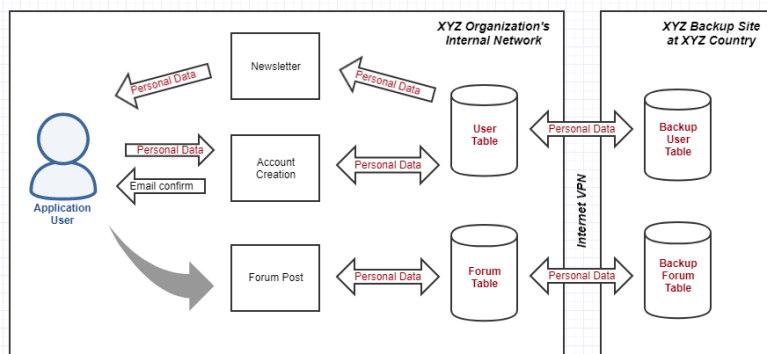 XYZ Organization's
Internal Network
XYZ Backup Site
at XYZ Country
Newsletter
Personal Data
Personal Data
User
Table
Personal Data
Backup
User
Table
Personal Data
Account
Creation
Personal Data
Email confirm
Application
User
Internet VPN
Forum Post
Personal Data
Forum
Table
Personal Data
Backup
Forum
Table